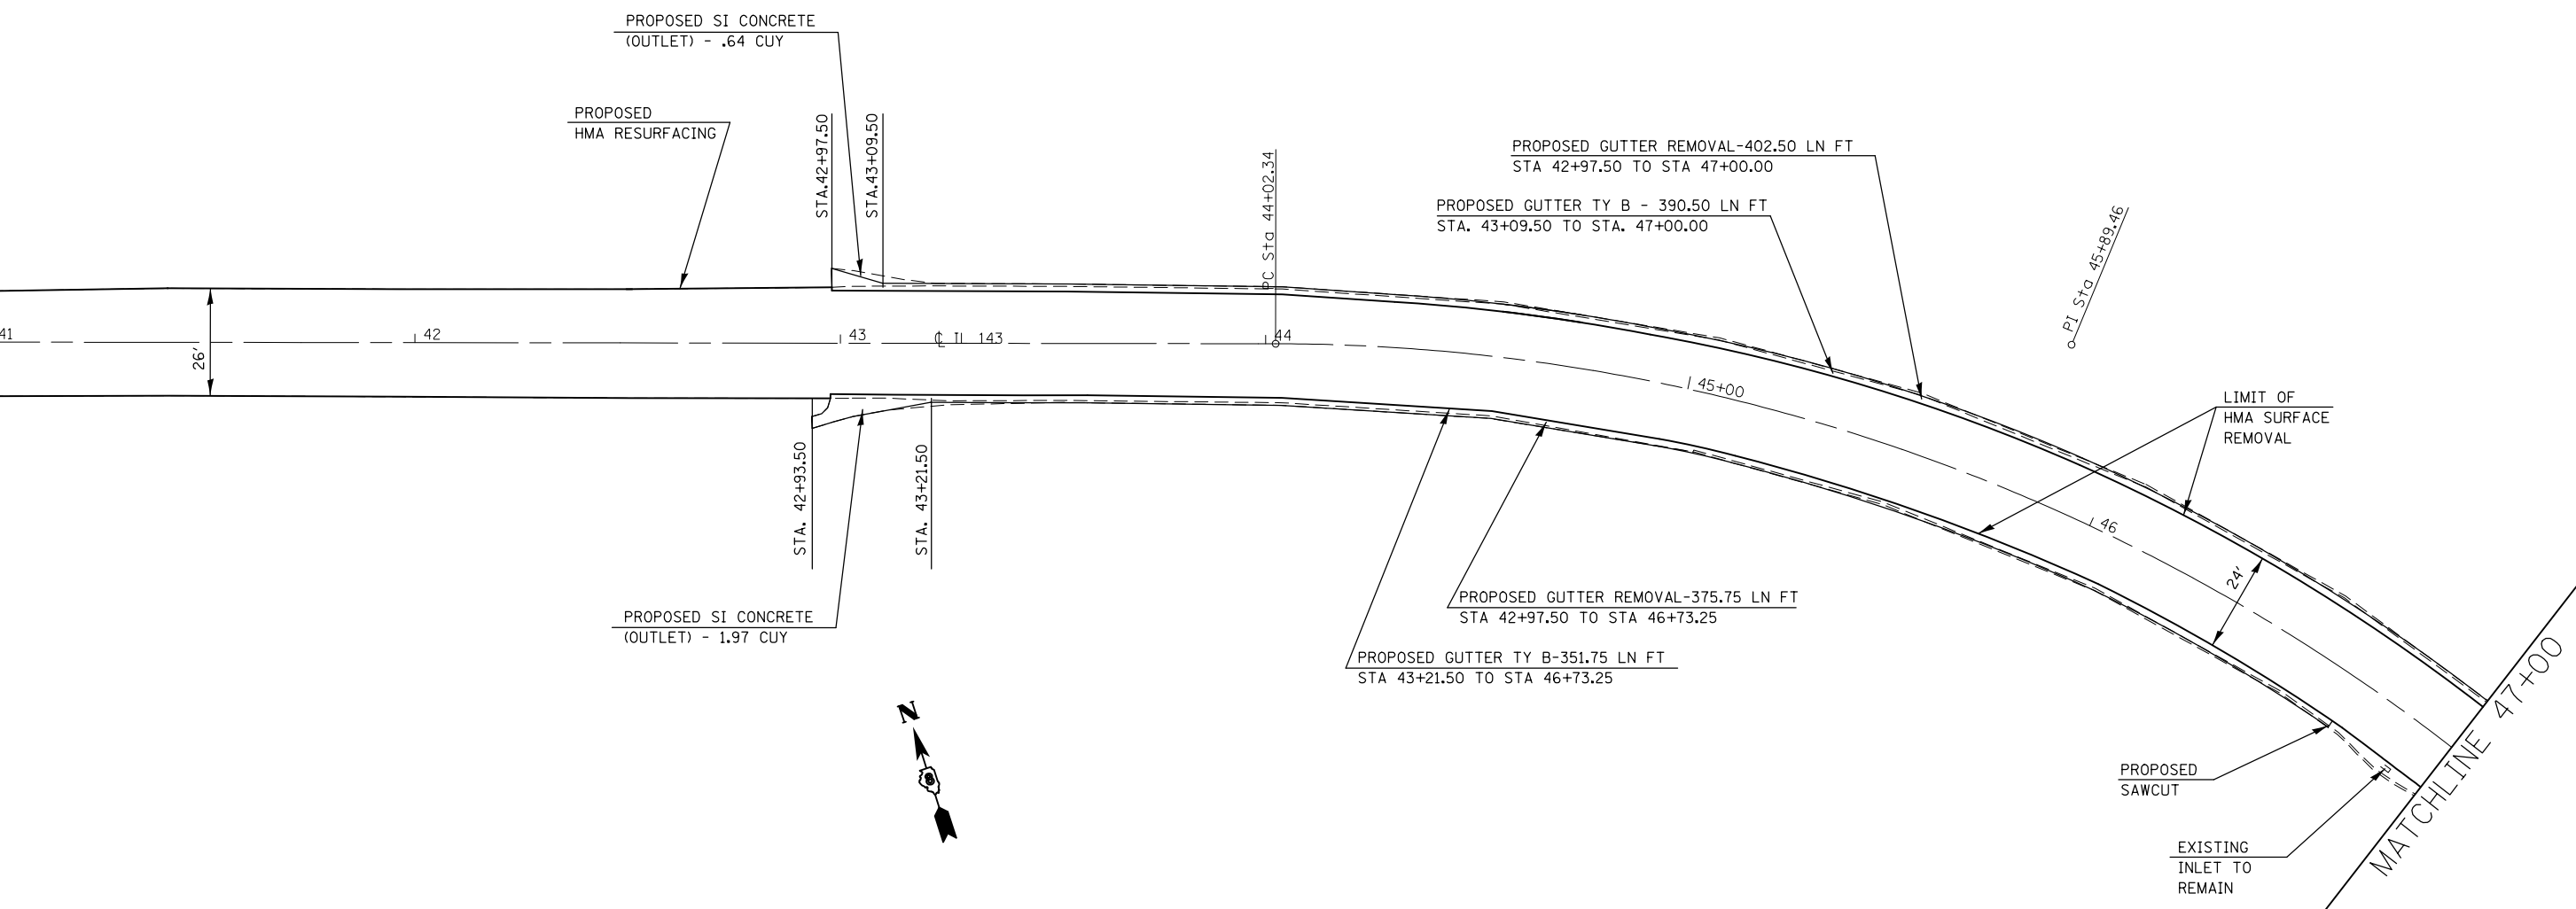 PROPOSED SI CONCRETE
(OUTLET) - .64 CUY
PROPOSED
HMA RESURFACING
STA.42+97.50
STA.43+09.50
PC Sta 44+02.34
PROPOSED GUTTER REMOVAL-402.50 LN FT
STA 42+97.50 TO STA 47+00.00
PROPOSED GUTTER TY B - 390.50 LN FT
STA. 43+09.50 TO STA. 47+00.00
PI Sta 45+89.46
41
26'
42
43
℄ IL 143
44
45+00
46
LIMIT OF
HMA SURFACE
REMOVAL
24'
STA. 42+93.50
STA. 43+21.50
PROPOSED SI CONCRETE
(OUTLET) - 1.97 CUY
PROPOSED GUTTER REMOVAL-375.75 LN FT
STA 42+97.50 TO STA 46+73.25
PROPOSED GUTTER TY B-351.75 LN FT
STA 43+21.50 TO STA 46+73.25
N
8
PROPOSED
SAWCUT
EXISTING
INLET TO
REMAIN
MATCHLINE 47+00